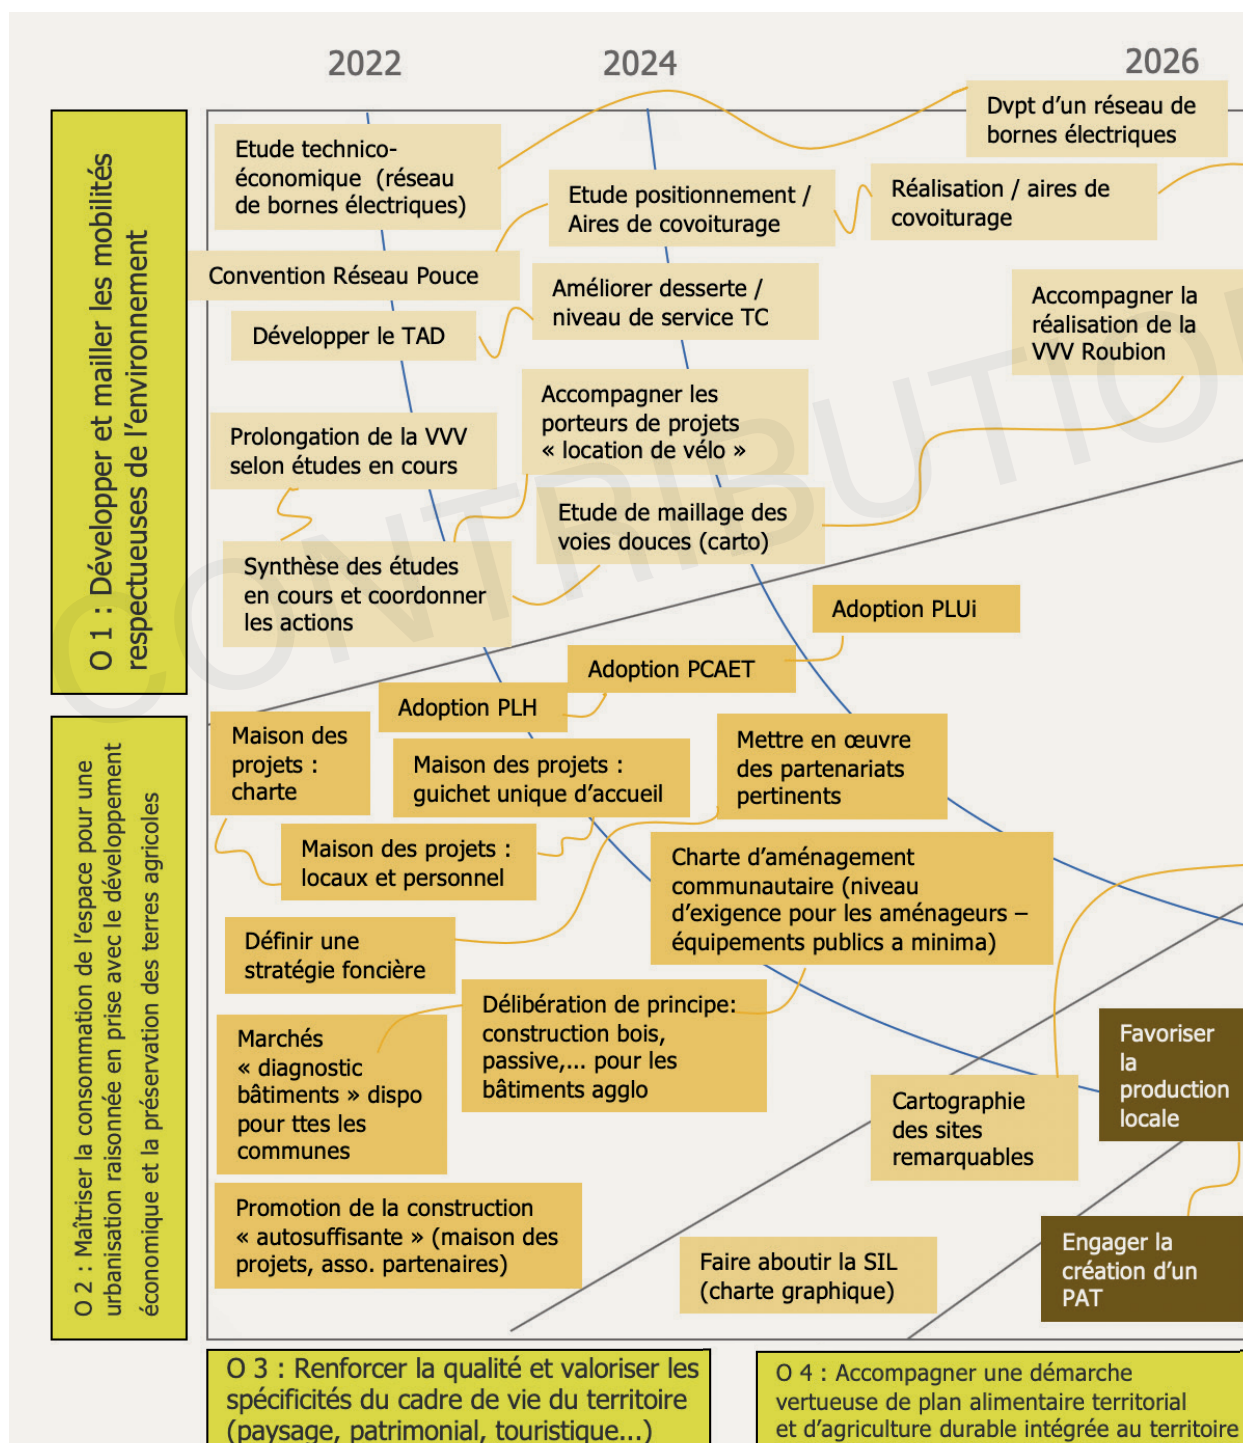 2022
2024
2026
O 1 : Développer et mailler les mobilités
respectueuses de l'environnement
Etude technico-
économique (réseau
de bornes électriques)
Dvpt d'un réseau de
bornes électriques
Etude positionnement /
Aires de covoiturage
Réalisation / aires de
covoiturage
Convention Réseau Pouce
Améliorer desserte /
niveau de service TC
Accompagner la
réalisation de la
VVV Roubion
Développer le TAD
Accompagner les
porteurs de projets
« location de vélo »
Prolongation de la VVV
selon études en cours
Etude de maillage des
voies douces (carto)
Synthèse des études
en cours et coordonner
les actions
CONTRIBUTIO
Adoption PLUi
Adoption PCAET
Adoption PLH
O 2 : Maîtriser la consommation de l'espace pour une
urbanisation raisonnée en prise avec le développement
économique et la préservation des terres agricoles
Maison des
projets :
charte
Maison des projets :
guichet unique d'accueil
Mettre en œuvre
des partenariats
pertinents
Maison des projets :
locaux et personnel
Charte d'aménagement
communautaire (niveau
d'exigence pour les aménageurs –
équipements publics a minima)
Définir une
stratégie foncière
Délibération de principe:
construction bois,
passive,... pour les
bâtiments agglo
Marchés
« diagnostic
bâtiments » dispo
pour ttes les
communes
Favoriser
la
production
locale
Cartographie
des sites
remarquables
Promotion de la construction
« autosuffisante » (maison des
projets, asso. partenaires)
Faire aboutir la SIL
(charte graphique)
Engager la
création d'un
PAT
O 3 : Renforcer la qualité et valoriser les
spécificités du cadre de vie du territoire
(paysage, patrimonial, touristique...)
O 4 : Accompagner une démarche
vertueuse de plan alimentaire territorial
et d'agriculture durable intégrée au territoire